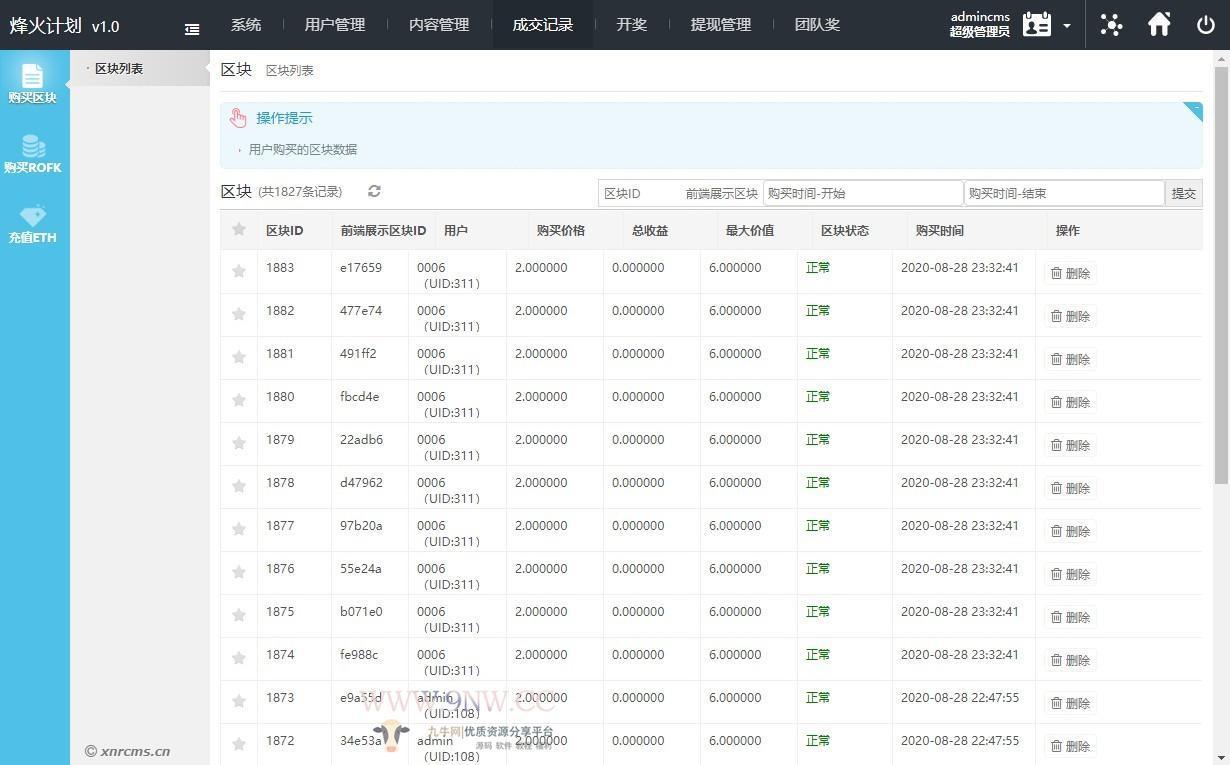 烽火计划 v1.0
系统 用户管理 内容管理 成交记录 开奖 提现管理 团队奖
admincms
超级管理员
购买区块
购买ROFK
充值ETH
· 区块列表
区块 区块列表
操作提示
用户购买的区块数据
区块 (共1827条记录) 区块ID 前端展示区块 购买时间-开始 购买时间-结束 提交
区块ID 前端展示区块ID 用户 购买价格 总收益 最大价值 区块状态 购买时间 操作
1883 e17659 0006 2.000000 0.000000 6.000000 正常 2020-08-28 23:32:41 删除
(UID:311)
1882 477e74 0006 2.000000 0.000000 6.000000 正常 2020-08-28 23:32:41 删除
(UID:311)
1881 491ff2 0006 2.000000 0.000000 6.000000 正常 2020-08-28 23:32:41 删除
(UID:311)
1880 fbcd4e 0006 2.000000 0.000000 6.000000 正常 2020-08-28 23:32:41 删除
(UID:311)
1879 22adb6 0006 2.000000 0.000000 6.000000 正常 2020-08-28 23:32:41 删除
(UID:311)
1878 d47962 0006 2.000000 0.000000 6.000000 正常 2020-08-28 23:32:41 删除
(UID:311)
1877 97b20a 0006 2.000000 0.000000 6.000000 正常 2020-08-28 23:32:41 删除
(UID:311)
1876 55e24a 0006 2.000000 0.000000 6.000000 正常 2020-08-28 23:32:41 删除
(UID:311)
1875 b071e0 0006 2.000000 0.000000 6.000000 正常 2020-08-28 23:32:41 删除
(UID:311)
1874 fe988c 0006 2.000000 0.000000 6.000000 正常 2020-08-28 23:32:41 删除
(UID:311)
1873 e9a55d admin 2.000000 0.000000 6.000000 正常 2020-08-28 22:47:55 删除
(UID:108)
1872 34e53a admin 2.000000 0.000000 6.000000 正常 2020-08-28 22:47:55 删除
(UID:108)
WWW.9NW.CC
九牛网|优质资源分享平台
源码 软件 教程 福利
© xnrcms.cn